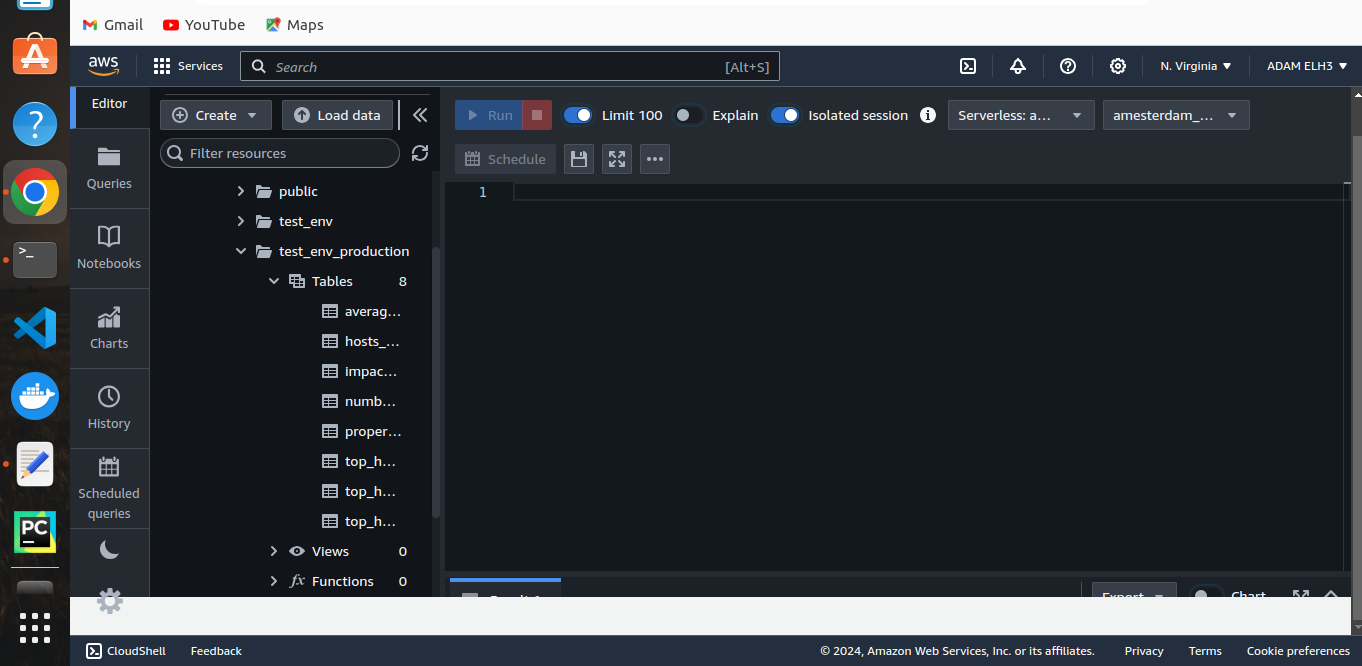 Gmail YouTube Maps
aws Services Search [Alt+S] N. Virginia ADAM ELH3
Editor
Queries
Notebooks
Charts
History
Scheduled
queries
Create Load data
Filter resources
public
test_env
test_env_production
Tables 8
averag...
hosts_...
impac...
numb...
proper...
top_h...
top_h...
top_h...
Views 0
fx Functions 0
Run Limit 100 Explain Isolated session i Serverless: a... amesterdam_...
Schedule
1
Export Chart
>_
PC
CloudShell Feedback © 2024, Amazon Web Services, Inc. or its affiliates. Privacy Terms Cookie preferences